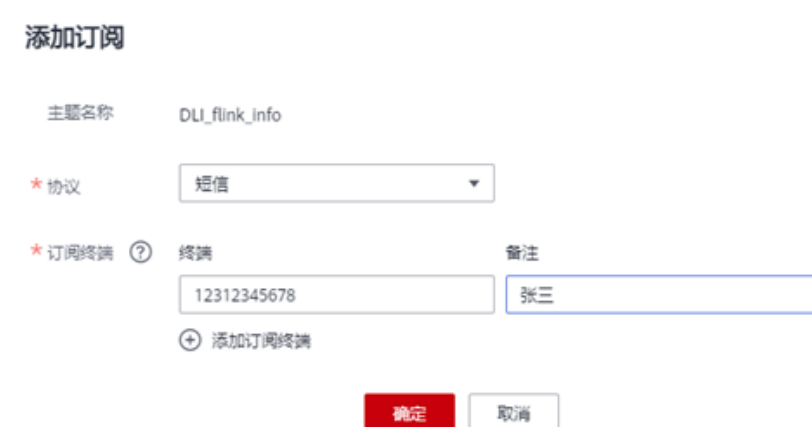 添加订阅
主题名称 DLI_flink_info
* 协议 短信
* 订阅终端 ? 终端 备注
12312345678 张三
添加订阅终端
确定 取消